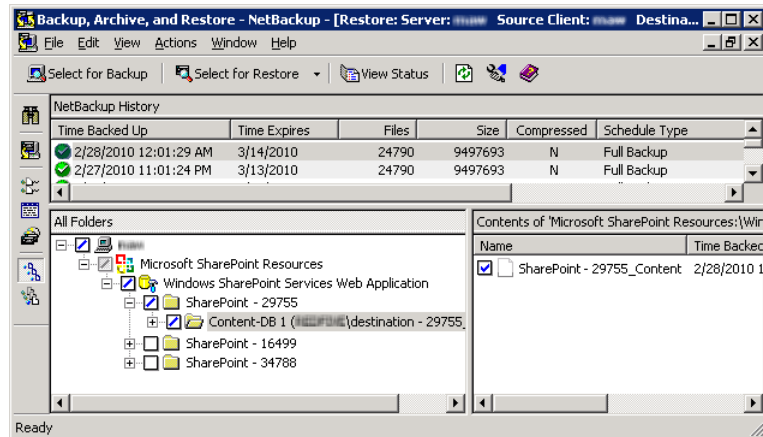 Backup, Archive, and Restore - NetBackup - [Restore: Server: Source Client: Destina...
File Edit View Actions Window Help
Select for Backup Select for Restore View Status
NetBackup History
Time Backed Up Time Expires Files Size Compressed Schedule Type
2/28/2010 12:01:29 AM 3/14/2010 24790 9497693 N Full Backup
2/27/2010 11:01:24 PM 3/13/2010 24790 9497693 N Full Backup
All Folders
Microsoft SharePoint Resources
Windows SharePoint Services Web Application
SharePoint - 29755
Content-DB 1 ( \destination - 29755_
SharePoint - 16499
SharePoint - 34788
Contents of 'Microsoft SharePoint Resources:\Win
Name Time Backed
SharePoint - 29755_Content 2/28/2010 1
Ready